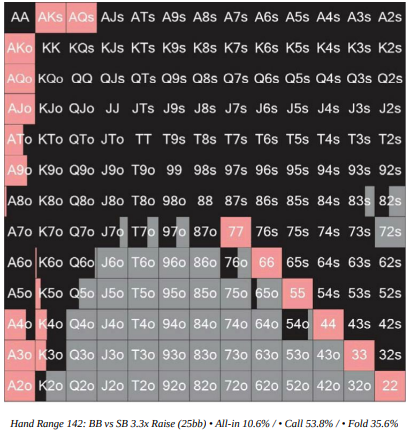 AA AKs AQs AJs ATs A9s A8s A7s A6s A5s A4s A3s A2s
AKo KK KQs KJs KTs K9s K8s K7s K6s K5s K4s K3s K2s
AQo KQo QQ QJs QTs Q9s Q8s Q7s Q6s Q5s Q4s Q3s Q2s
AJo KJo QJo JJ JTs J9s J8s J7s J6s J5s J4s J3s J2s
ATo KTo QTo JTo TT T9s T8s T7s T6s T5s T4s T3s T2s
A9o K9o Q9o J9o T9o 99 98s 97s 96s 95s 94s 93s 92s
A8o K8o Q8o J8o T8o 98o 88 87s 86s 85s 84s 83s 82s
A7o K7o Q7o J7o T7o 97o 87o 77 76s 75s 74s 73s 72s
A6o K6o Q6o J6o T6o 96o 86o 76o 66 65s 64s 63s 62s
A5o K5o Q5o J5o T5o 95o 85o 75o 65o 55 54s 53s 52s
A4o K4o Q4o J4o T4o 94o 84o 74o 64o 54o 44 43s 42s
A3o K3o Q3o J3o T3o 93o 83o 73o 63o 53o 43o 33 32s
A2o K2o Q2o J2o T2o 92o 82o 72o 62o 52o 42o 32o 22
Hand Range 142: BB vs SB 3.3x Raise (25bb) • All-in 10.6% / • Call 53.8% / • Fold 35.6%